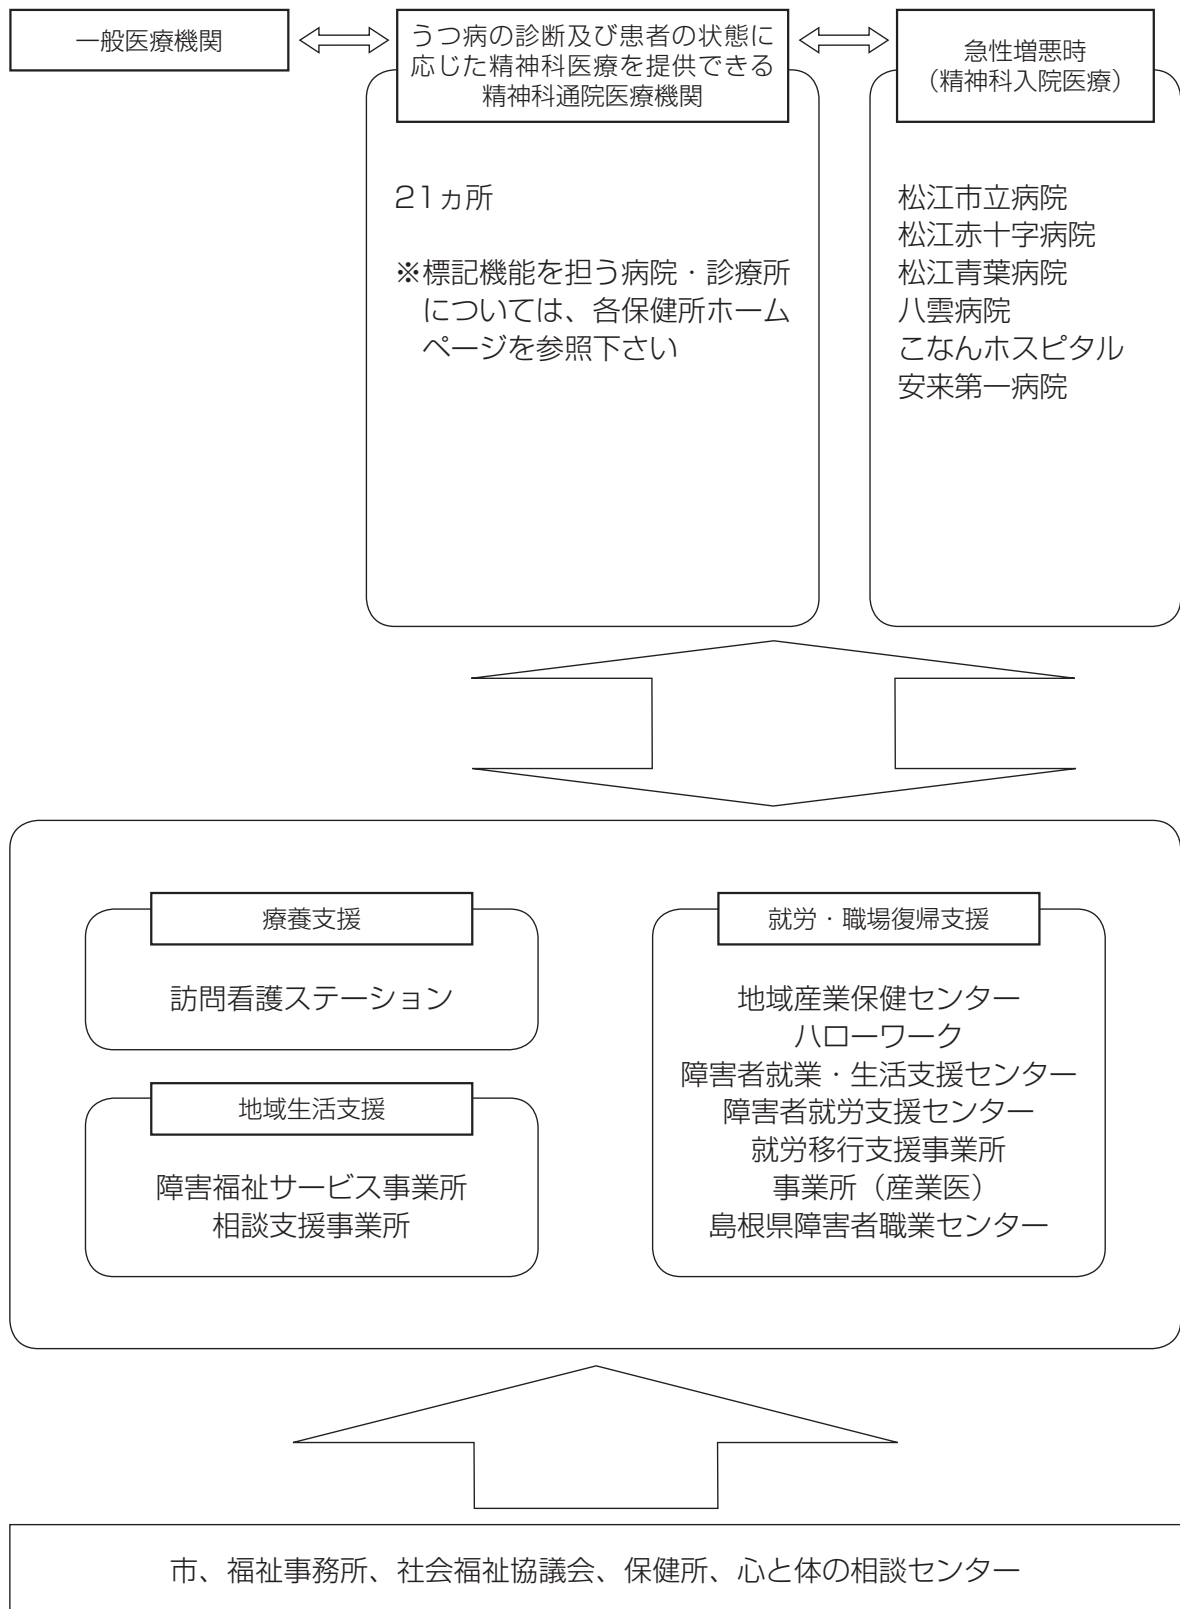 一般医療機関
うつ病の診断及び患者の状態に
応じた精神科医療を提供できる
精神科通院医療機関
急性増悪時
（精神科入院医療）
21ヵ所
※標記機能を担う病院・診療所
については、各保健所ホーム
ページを参照下さい
松江市立病院
松江赤十字病院
松江青葉病院
八雲病院
こなんホスピタル
安来第一病院
療養支援
訪問看護ステーション
地域生活支援
障害福祉サービス事業所
相談支援事業所
就労・職場復帰支援
地域産業保健センター
ハローワーク
障害者就業・生活支援センター
障害者就労支援センター
就労移行支援事業所
事業所（産業医）
島根県障害者職業センター
市、福祉事務所、社会福祉協議会、保健所、心と体の相談センター